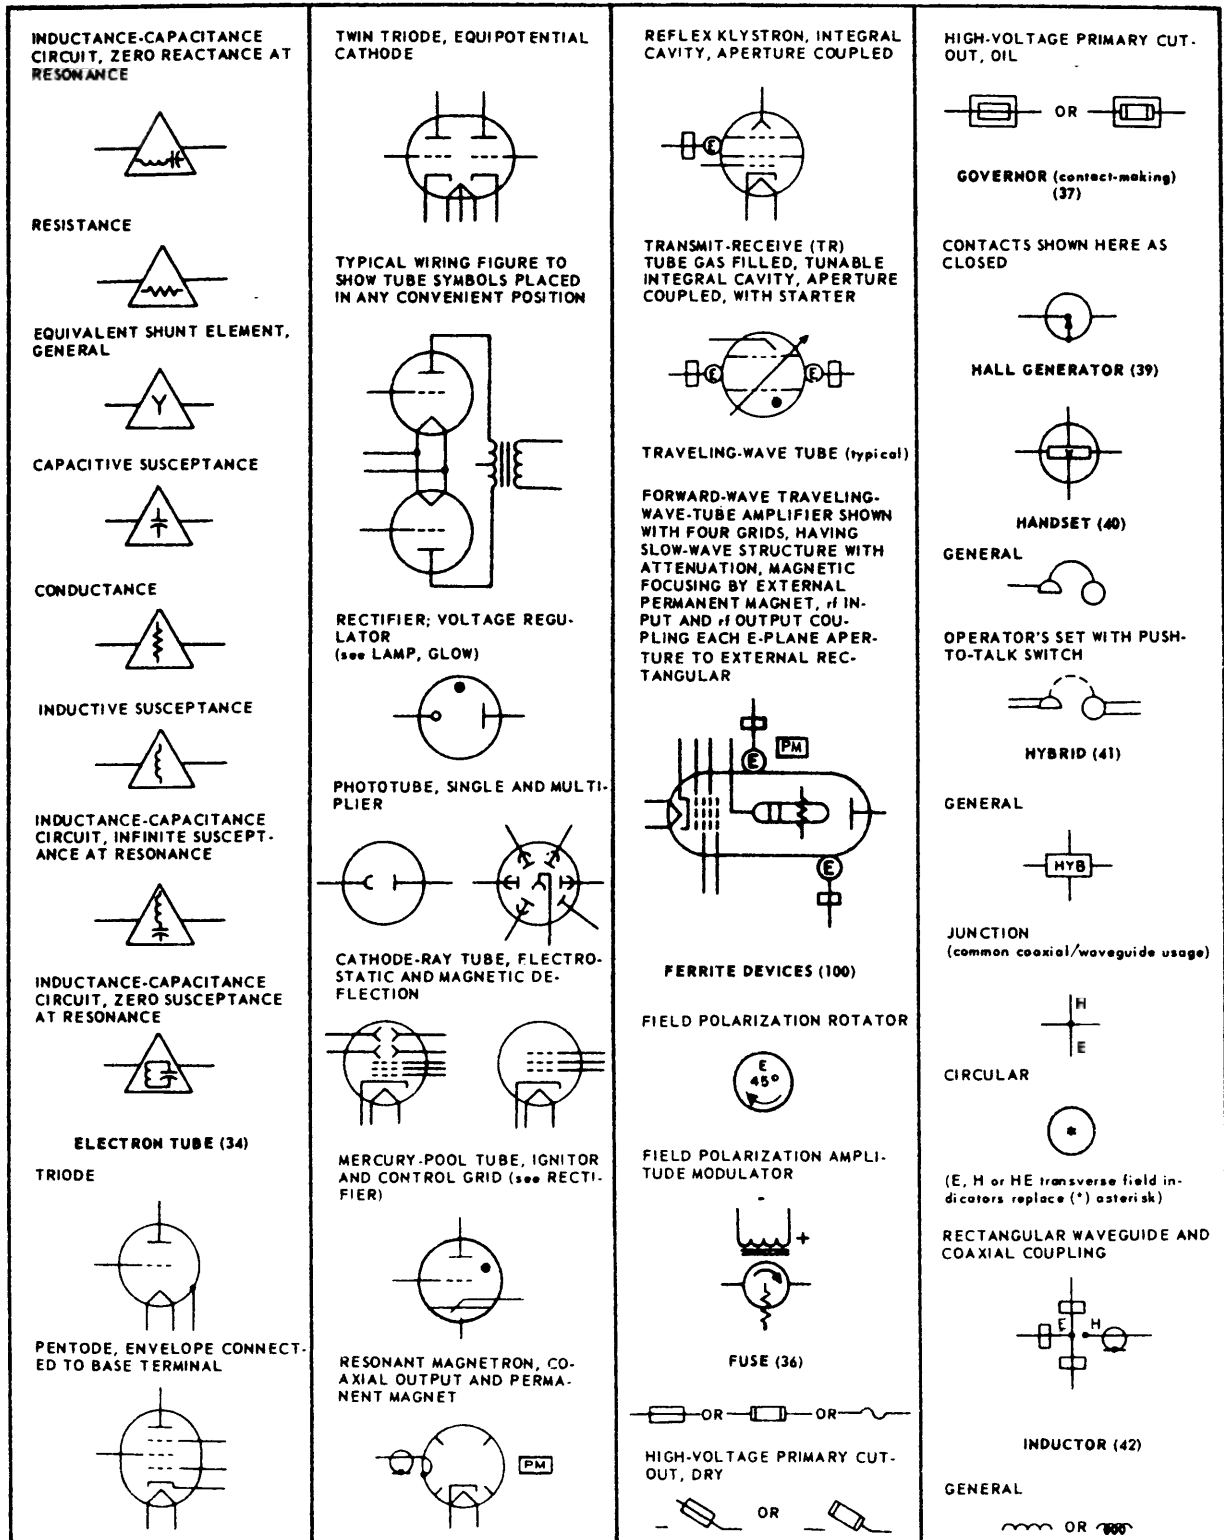 INDUCTANCE-CAPACITANCE
CIRCUIT, ZERO REACTANCE AT
RESONANCE
RESISTANCE
EQUIVALENT SHUNT ELEMENT,
GENERAL
Y
CAPACITIVE SUSCEPTANCE
CONDUCTANCE
INDUCTIVE SUSCEPTANCE
INDUCTANCE-CAPACITANCE
CIRCUIT, INFINITE SUSCEPT-
ANCE AT RESONANCE
INDUCTANCE-CAPACITANCE
CIRCUIT, ZERO SUSCEPTANCE
AT RESONANCE
ELECTRON TUBE (34)
TRIODE
PENTODE, ENVELOPE CONNECT-
ED TO BASE TERMINAL
TWIN TRIODE, EQUIPOTENTIAL
CATHODE
TYPICAL WIRING FIGURE TO
SHOW TUBE SYMBOLS PLACED
IN ANY CONVENIENT POSITION
RECTIFIER; VOLTAGE REGU-
LATOR
(see LAMP, GLOW)
PHOTOTUBE, SINGLE AND MULTI-
PLIER
CATHODE-RAY TUBE, ELECTRO-
STATIC AND MAGNETIC DE-
FLECTION
MERCURY-POOL TUBE, IGNITOR
AND CONTROL GRID (see RECTI-
FIER)
RESONANT MAGNETRON, CO-
AXIAL OUTPUT AND PERMA-
NENT MAGNET
PM
REFLEX KLYSTRON, INTEGRAL
CAVITY, APERTURE COUPLED
E
TRANSMIT-RECEIVE (TR)
TUBE GAS FILLED, TUNABLE
INTEGRAL CAVITY, APERTURE
COUPLED, WITH STARTER
E E
TRAVELING-WAVE TUBE (typical)
FORWARD-WAVE TRAVELING-
WAVE-TUBE AMPLIFIER SHOWN
WITH FOUR GRIDS, HAVING
SLOW-WAVE STRUCTURE WITH
ATTENUATION, MAGNETIC
FOCUSING BY EXTERNAL
PERMANENT MAGNET, rf IN-
PUT AND rf OUTPUT COU-
PLING EACH E-PLANE APER-
TURE TO EXTERNAL REC-
TANGULAR
E PM
E
FERRITE DEVICES (100)
FIELD POLARIZATION ROTATOR
E
45°
FIELD POLARIZATION AMPLI-
TUDE MODULATOR
-
+
FUSE (36)
OR OR
HIGH-VOLTAGE PRIMARY CUT-
OUT, DRY
OR
HIGH-VOLTAGE PRIMARY CUT-
OUT, OIL
OR
GOVERNOR (contact-making)
(37)
CONTACTS SHOWN HERE AS
CLOSED
HALL GENERATOR (39)
HANDSET (40)
GENERAL
OPERATOR'S SET WITH PUSH-
TO-TALK SWITCH
HYBRID (41)
GENERAL
HYB
JUNCTION
(common coaxial/waveguide usage)
H
E
CIRCULAR
*
(E, H or HE transverse field in-
dicators replace (*) asterisk)
RECTANGULAR WAVEGUIDE AND
COAXIAL COUPLING
E H
INDUCTOR (42)
GENERAL
OR